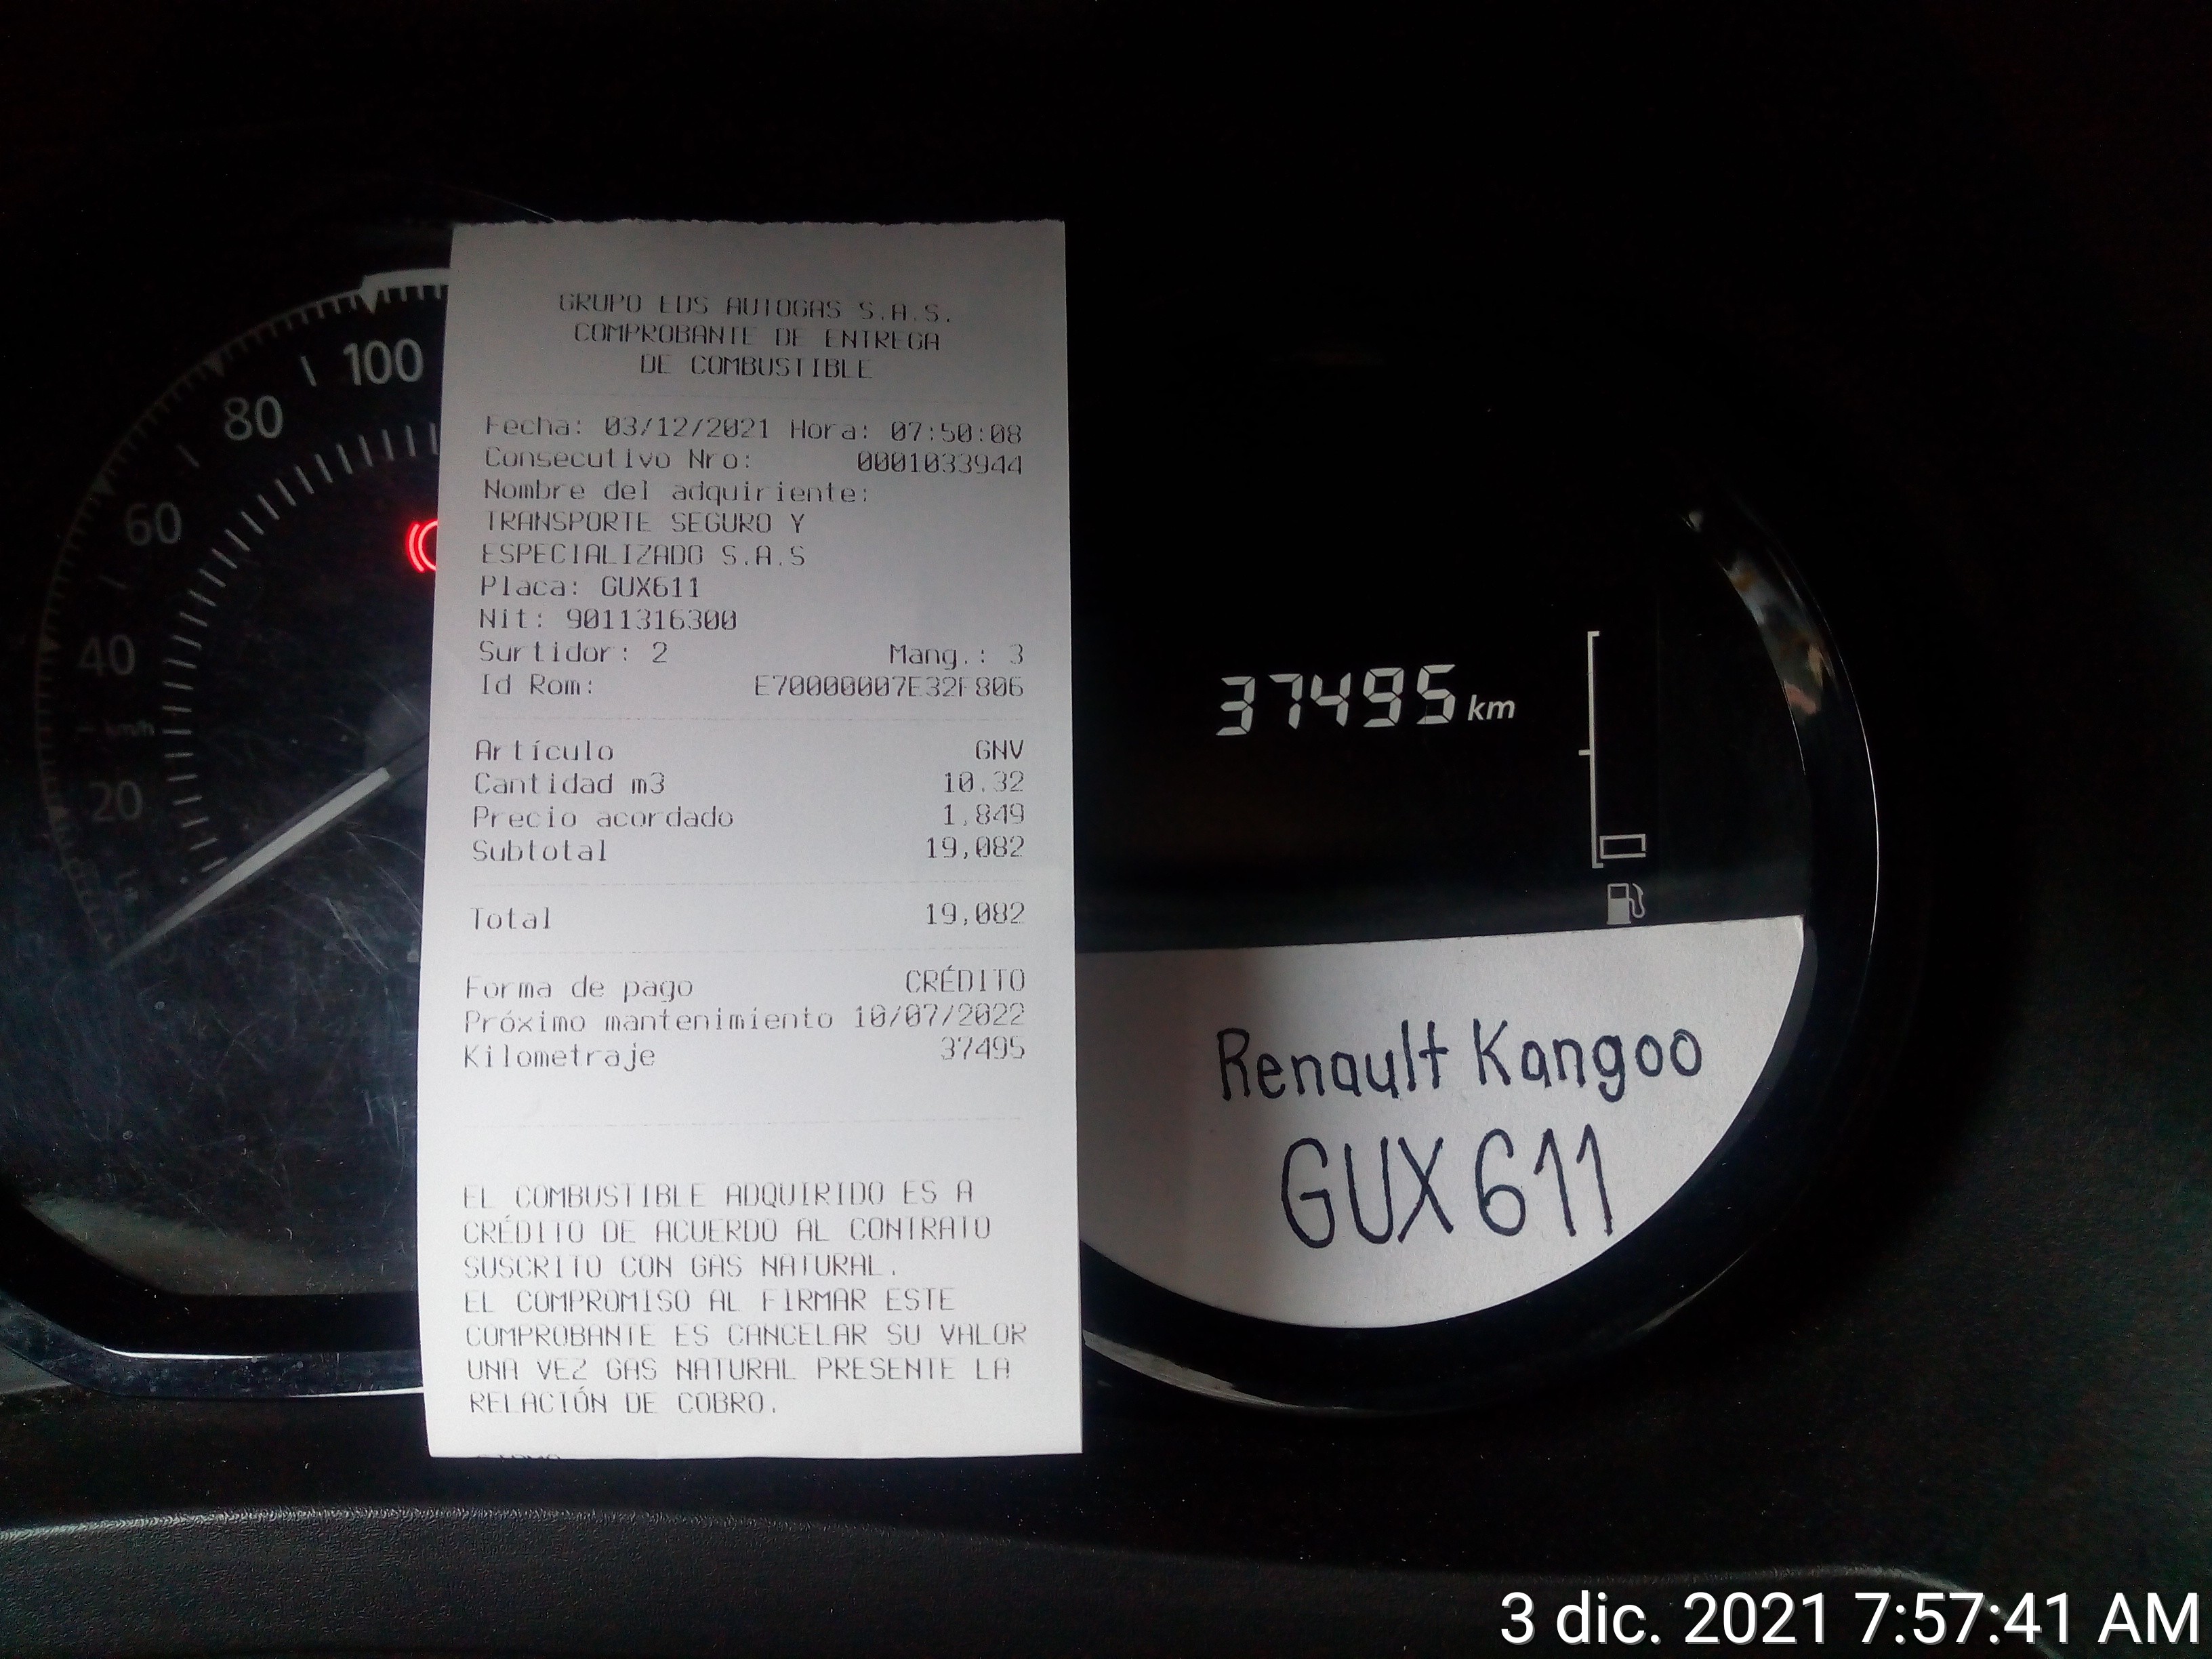 GRUPO EDS AUTOGAS S.A.S.
COMPROBANTE DE ENTREGA
DE COMBUSTIBLE
Fecha: 03/12/2021 Hora: 07:50:08
Consecutivo Nro: 0001033944
Nombre del adquiriente:
TRANSPORTE SEGURO Y
ESPECIALIZADO S.A.S
Placa: GUX611
Nit: 9011316300
Surtidor: 2 Mang.: 3
Id Rom: E70000007E32F806
Artículo GNV
Cantidad m3 10.32
Precio acordado 1,849
Subtotal 19,082
Total 19,082
Forma de pago CRÉDITO
Próximo mantenimiento 10/07/2022
Kilometraje 37495
EL COMBUSTIBLE ADQUIRIDO ES A
CRÉDITO DE ACUERDO AL CONTRATO
SUSCRITO CON GAS NATURAL.
EL COMPROMISO AL FIRMAR ESTE
COMPROBANTE ES CANCELAR SU VALOR
UNA VEZ GAS NATURAL PRESENTE LA
RELACIÓN DE COBRO.
100
80
60
40
km/h
20
37495 km
Renault Kangoo
GUX 611
3 dic. 2021 7:57:41 AM